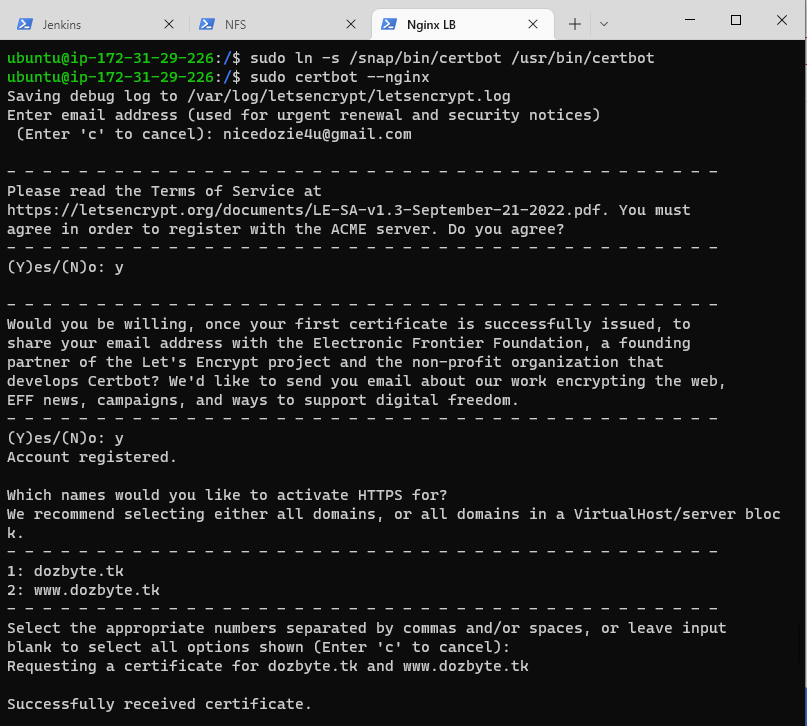 Jenkins
NFS
Nginx LB
ubuntu@ip-172-31-29-226:/$ sudo ln -s /snap/bin/certbot /usr/bin/certbot
ubuntu@ip-172-31-29-226:/$ sudo certbot --nginx
Saving debug log to /var/log/letsencrypt/letsencrypt.log
Enter email address (used for urgent renewal and security notices)
 (Enter 'c' to cancel): nicedozie4u@gmail.com
- - - - - - - - - - - - - - - - - - - - - - - - - - - - - - - - - - - - - - - -
Please read the Terms of Service at
https://letsencrypt.org/documents/LE-SA-v1.3-September-21-2022.pdf. You must
agree in order to register with the ACME server. Do you agree?
- - - - - - - - - - - - - - - - - - - - - - - - - - - - - - - - - - - - - - - -
(Y)es/(N)o: y
- - - - - - - - - - - - - - - - - - - - - - - - - - - - - - - - - - - - - - - -
Would you be willing, once your first certificate is successfully issued, to
share your email address with the Electronic Frontier Foundation, a founding
partner of the Let's Encrypt project and the non-profit organization that
develops Certbot? We'd like to send you email about our work encrypting the web,
EFF news, campaigns, and ways to support digital freedom.
- - - - - - - - - - - - - - - - - - - - - - - - - - - - - - - - - - - - - - - -
(Y)es/(N)o: y
Account registered.
Which names would you like to activate HTTPS for?
We recommend selecting either all domains, or all domains in a VirtualHost/server bloc
k.
- - - - - - - - - - - - - - - - - - - - - - - - - - - - - - - - - - - - - - - -
1: dozbyte.tk
2: www.dozbyte.tk
- - - - - - - - - - - - - - - - - - - - - - - - - - - - - - - - - - - - - - - -
Select the appropriate numbers separated by commas and/or spaces, or leave input
blank to select all options shown (Enter 'c' to cancel):
Requesting a certificate for dozbyte.tk and www.dozbyte.tk
Successfully received certificate.